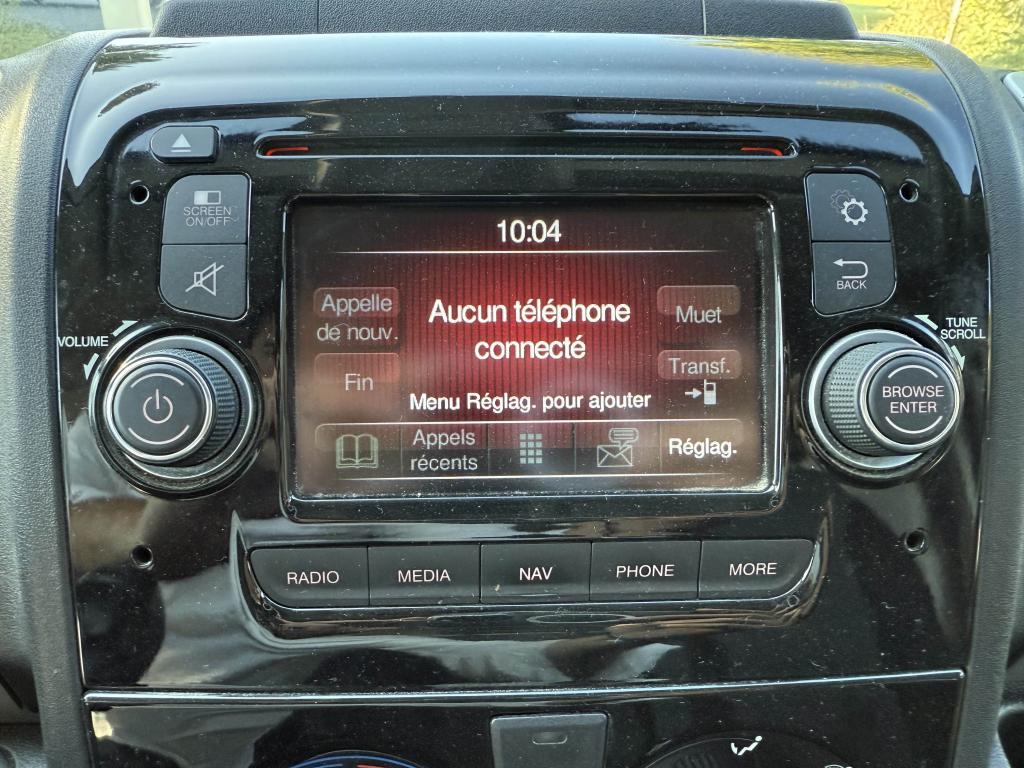 SCREEN
ON/OFF
10:04
Appelle
de nouv.
Aucun téléphone
connecté
Muet
BACK
VOLUME
TUNE
SCROLL
Fin
Transf.
BROWSE
ENTER
Menu Réglag. pour ajouter
Appels
récents
Réglag.
RADIO
MEDIA
NAV
PHONE
MORE